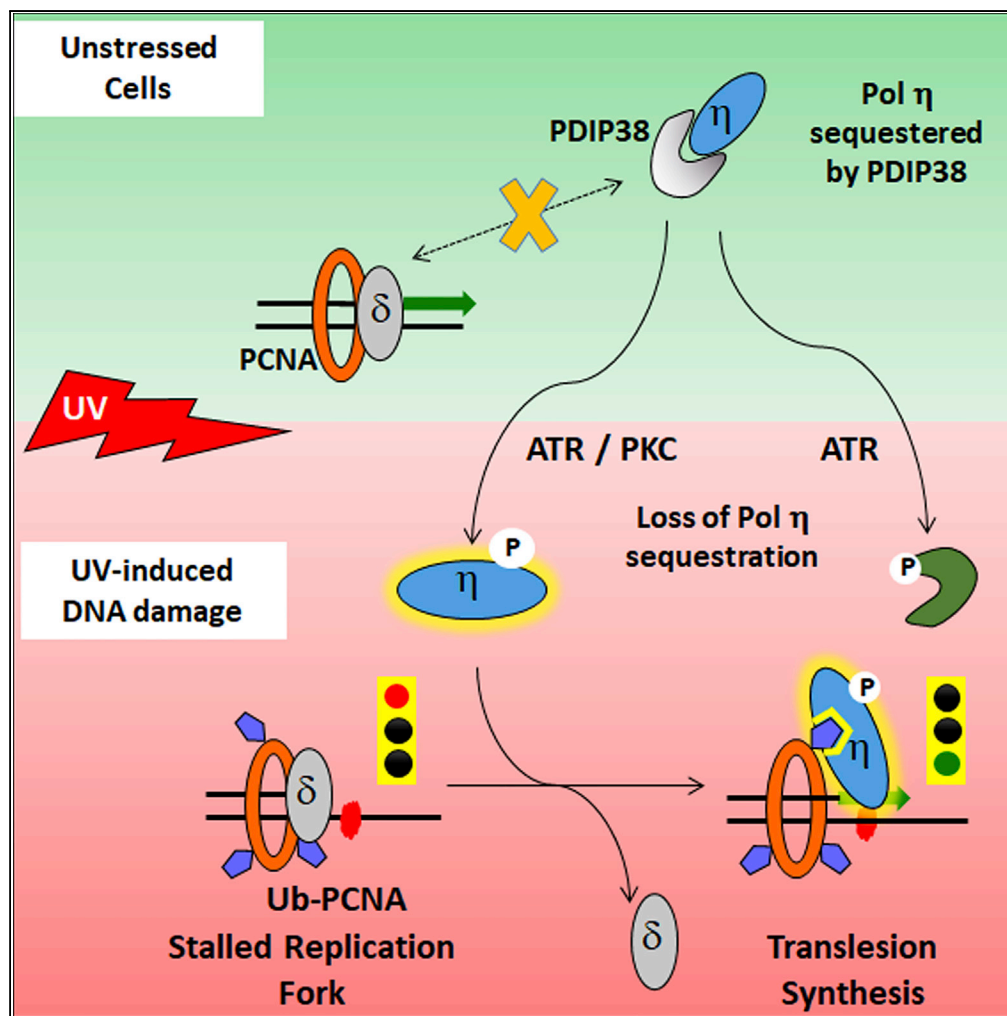 Unstressed
Cells
PDIP38
η
Pol η
sequestered
by PDIP38
δ
PCNA
UV
ATR / PKC
ATR
Loss of Pol η
sequestration
UV-induced
DNA damage
P
η
P
P
η
δ
Ub-PCNA
Stalled Replication
Fork
δ
Translesion
Synthesis